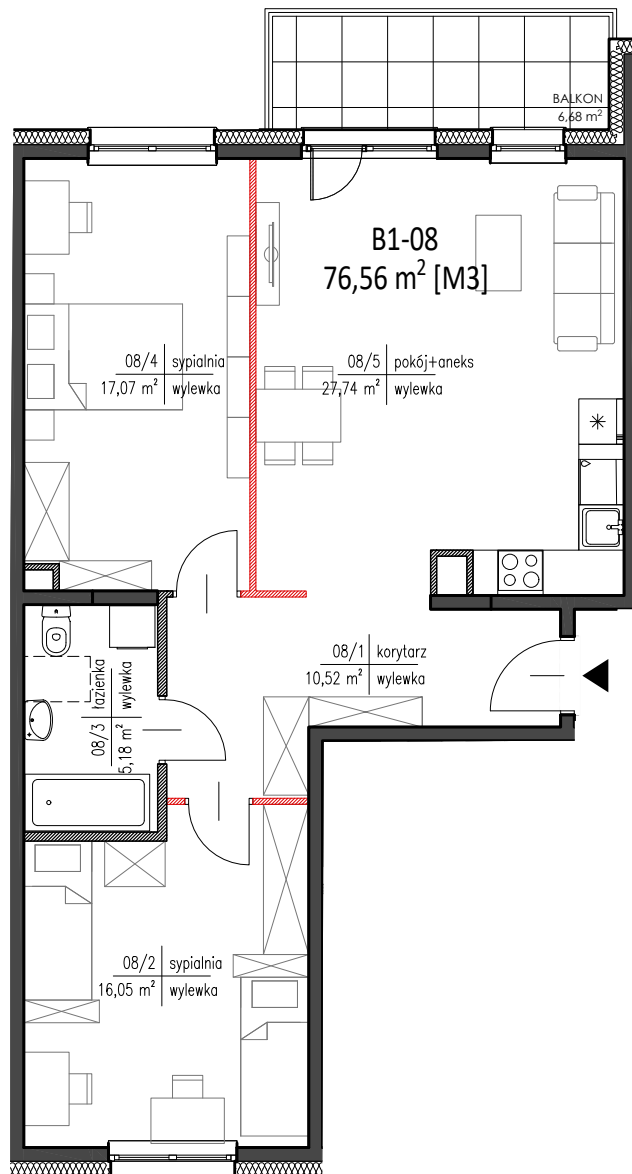 BALKON
6,68 m²
B1-08
76,56 m² [M3]
08/4 sypialnia
17,07 m² wylewka
08/5 pokój+aneks
27,74 m² wylewka
08/1 korytarz
10,52 m² wylewka
08/3 łazienka
5,18 m² wylewka
08/2 sypialnia
16,05 m² wylewka